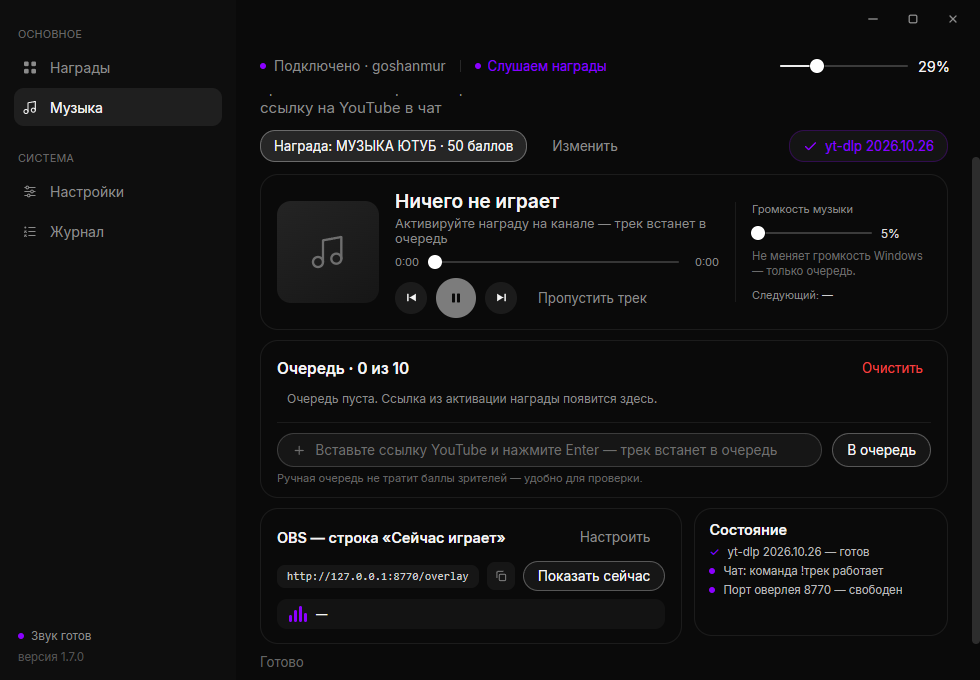 ОСНОВНОЕ
Награды
Музыка
СИСТЕМА
Настройки
Журнал
Звук готов
версия 1.7.0
Подключено · goshanmur
Слушаем награды
29%
ссылку на YouTube в чат
Награда: МУЗЫКА ЮТУБ · 50 баллов
Изменить
yt-dlp 2026.10.26
Ничего не играет
Активируйте награду на канале — трек встанет в
очередь
0:00
0:00
Пропустить трек
Громкость музыки
5%
Не меняет громкость Windows
— только очередь.
Следующий: —
Очередь · 0 из 10
Очистить
Очередь пуста. Ссылка из активации награды появится здесь.
Вставьте ссылку YouTube и нажмите Enter — трек встанет в очередь
В очередь
Ручная очередь не тратит баллы зрителей — удобно для проверки.
OBS — строка «Сейчас играет»
Настроить
http://127.0.0.1:8770/overlay
Показать сейчас
—
Состояние
yt-dlp 2026.10.26 — готов
Чат: команда !трек работает
Порт оверлея 8770 — свободен
Готово